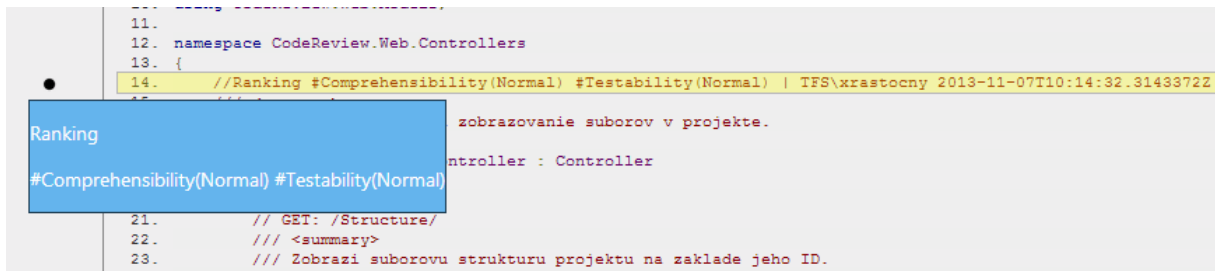 11.
12. namespace CodeReview.Web.Controllers
13. {
14. //Ranking #Comprehensibility(Normal) #Testability(Normal) | TFS\xrastocny 2013-11-07T10:14:32.3143372Z
Ranking
#Comprehensibility(Normal) #Testability(Normal)
zobrazovanie suborov v projekte.
ntroller : Controller
21. // GET: /Structure/
22. /// <summary>
23. /// Zobrazi suborovu strukturu projektu na zaklade jeho ID.